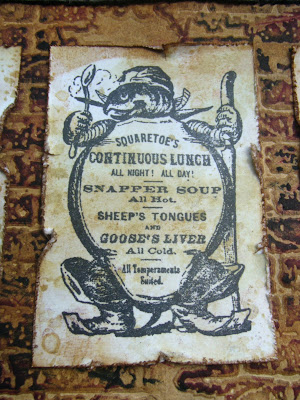 SQUARETOE'S
CONTINUOUS LUNCH
ALL NIGHT! ALL DAY!
SNAPPER SOUP
All Hot.
SHEEP'S TONGUES
AND
GOOSE'S LIVER
All Cold.
All Temperaments
Suited.